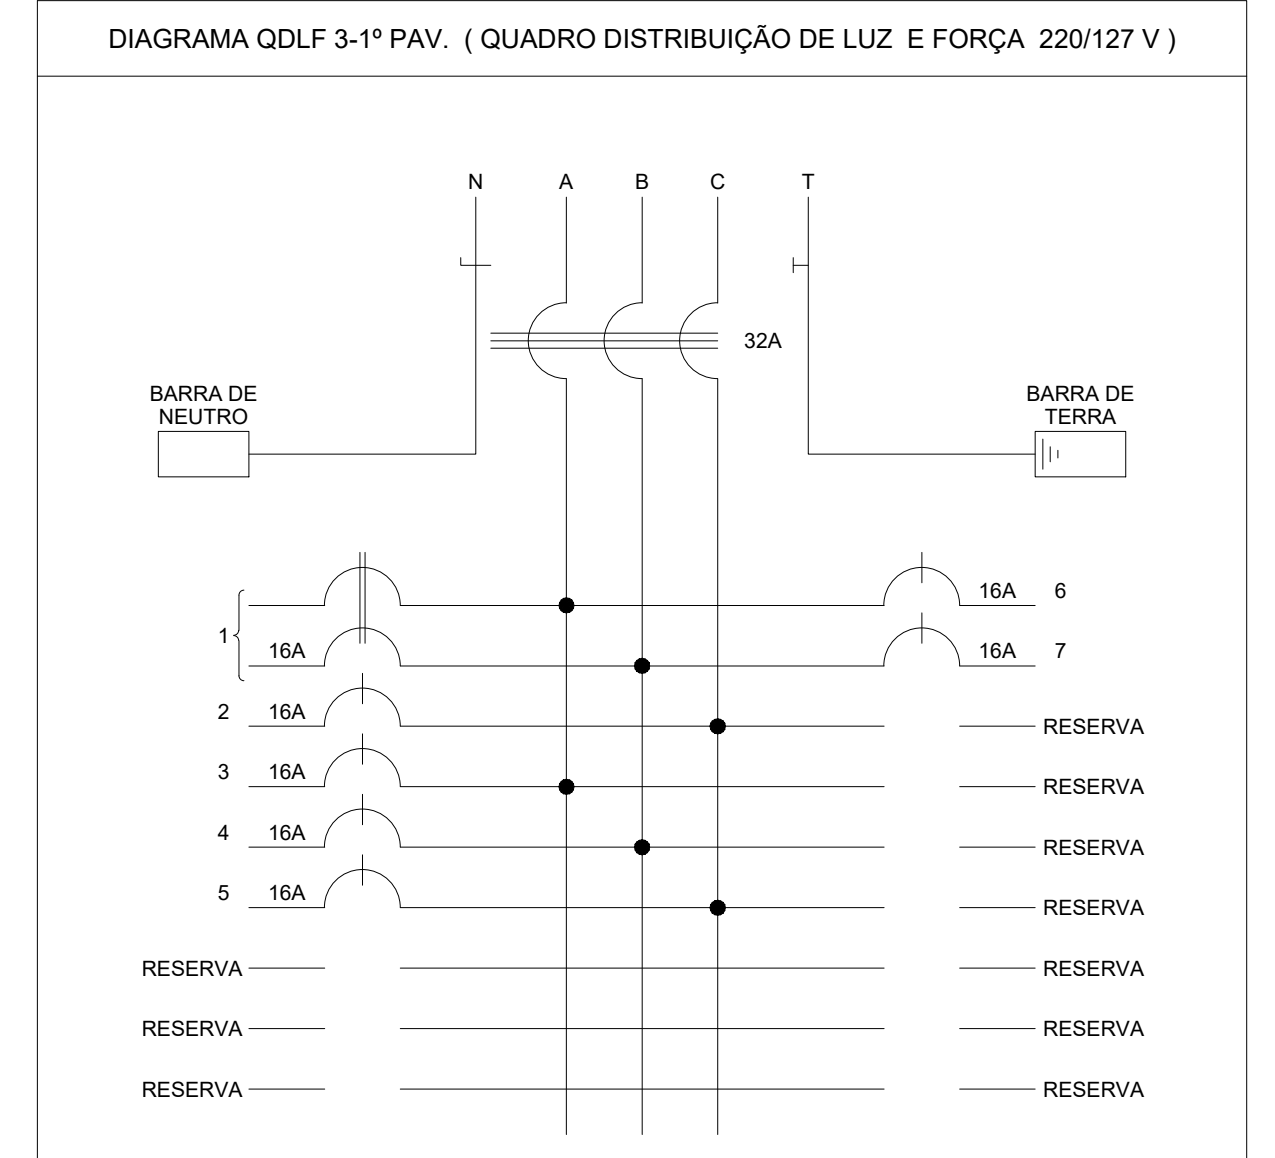 DIAGRAMA QDLF 3-1º PAV. ( QUADRO DISTRIBUIÇÃO DE LUZ E FORÇA 220/127 V )
N A B C T
32A
BARRA DE
NEUTRO
BARRA DE
TERRA
16A 6
1
16A
16A 7
2 16A
RESERVA
3 16A
RESERVA
4 16A
RESERVA
5 16A
RESERVA
RESERVA
RESERVA
RESERVA
RESERVA
RESERVA
RESERVA